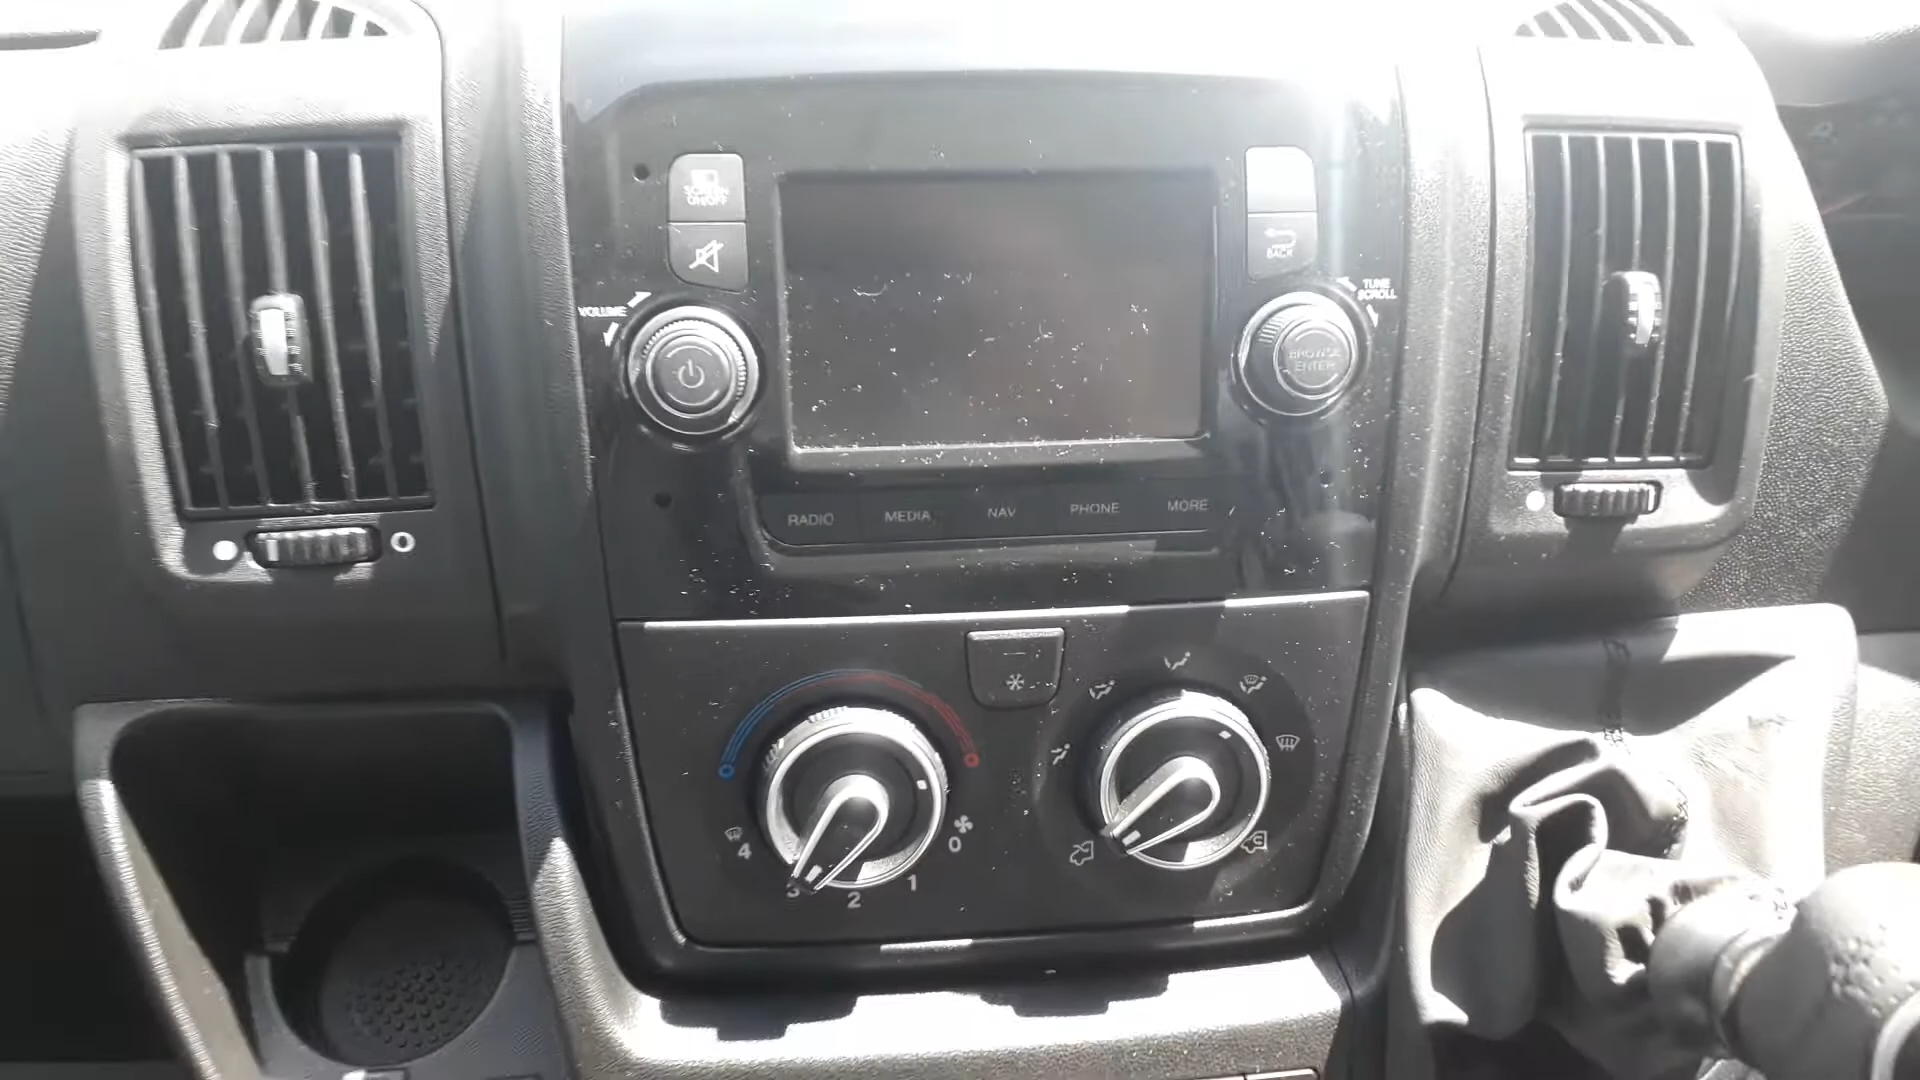 SCREEN
ON/OFF
BACK
VOLUME
TUNE
SCROLL
BROWSE
ENTER
RADIO MEDIA NAV PHONE MORE
4 0
3 1
2